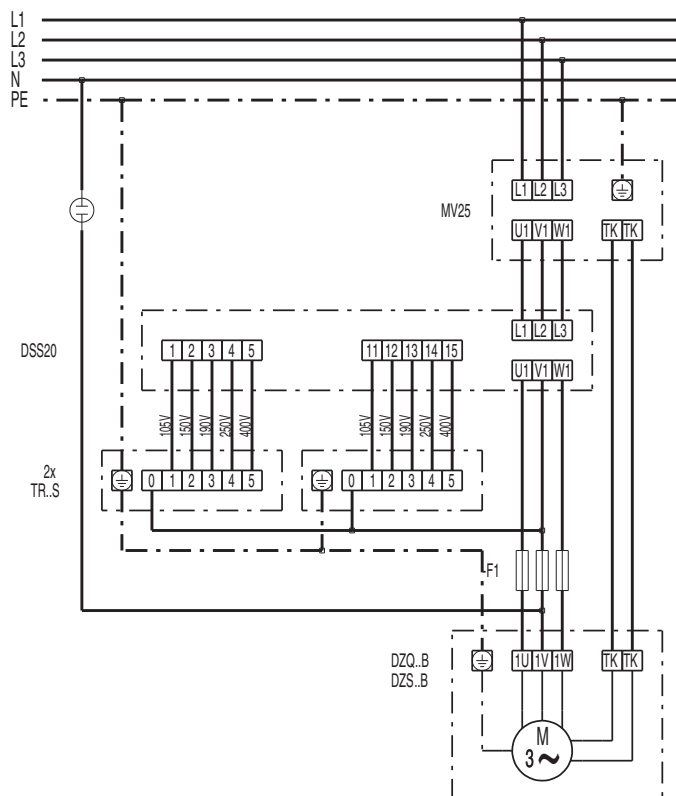 L1
L2
L3
N
PE
L1 L2 L3
MV25
U1 V1 W1 TK TK
L1 L2 L3
DSS20
1 2 3 4 5 11 12 13 14 15
U1 V1 W1
105V 150V 190V 250V 400V 105V 150V 190V 250V 400V
2x
TR..S
0 1 2 3 4 5 0 1 2 3 4 5
F1
DZQ..B
DZS..B
1U 1V 1W TK TK
M
3 ~